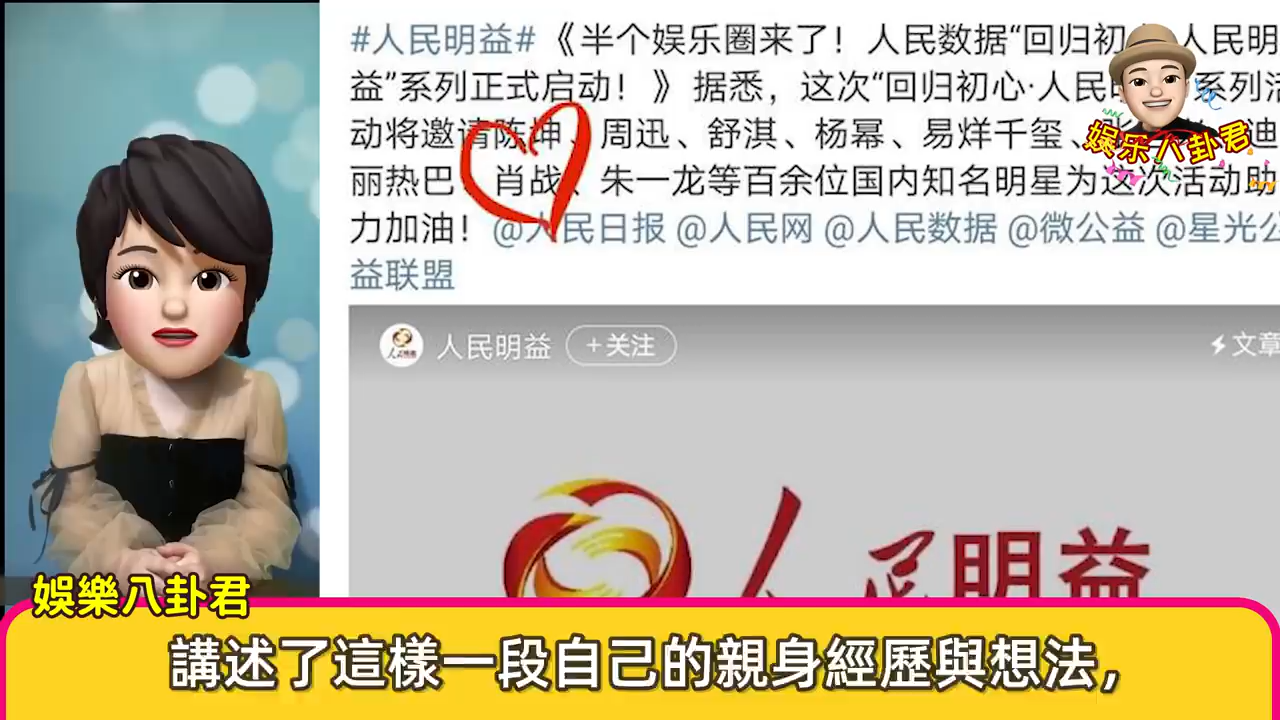 #人民明益#《半个娱乐圈来了！人民数据“回归初 人民明
益”系列正式启动！》据悉，这次“回归初心·人民 系列活
动将邀请陈坤、周迅、舒淇、杨幂、易烊千玺、 迪
丽热巴、肖战、朱一龙等百余位国内知名明星为这次活动助
力加油！@人民日报 @人民网 @人民数据 @微公益 @星光公
益联盟
娱乐八卦君
人民明益
+关注
文章
人民明益
娛樂八卦君
講述了這樣一段自己的親身經歷與想法，